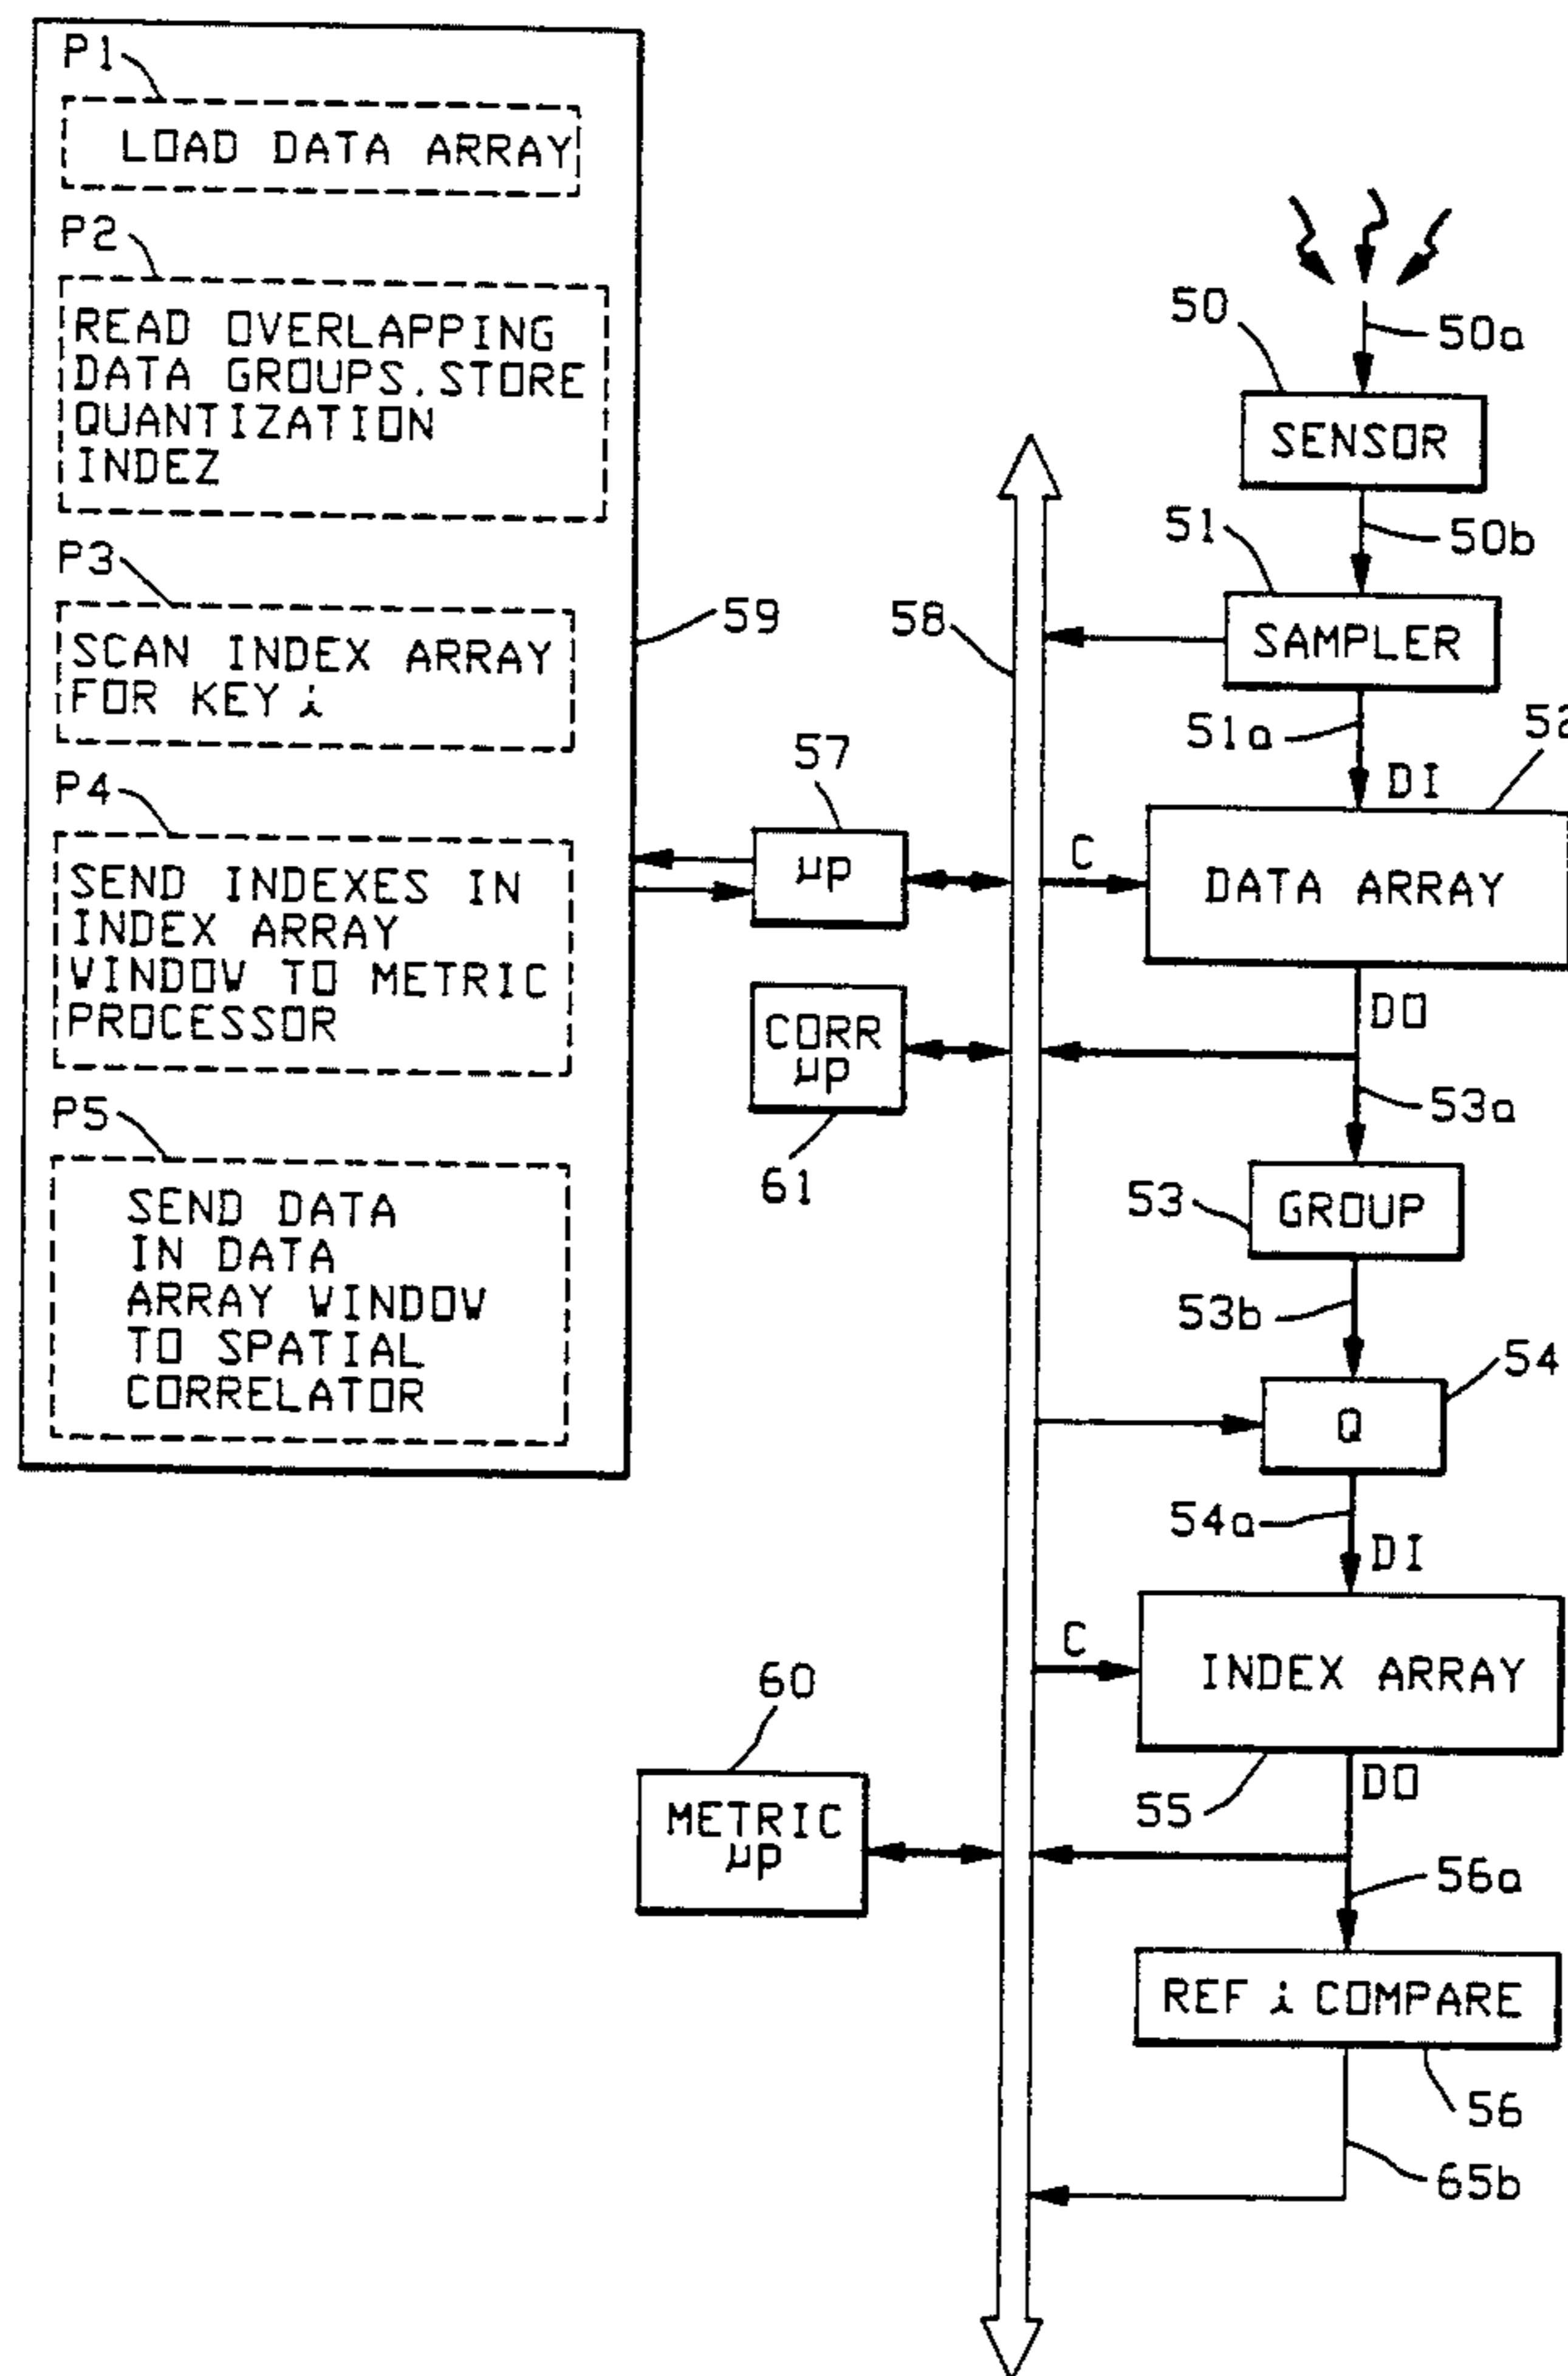 P1
LOAD DATA ARRAY
P2
READ OVERLAPPING
DATA GROUPS.STORE
QUANTIZATION
INDEZ
P3
SCAN INDEX ARRAY
FOR KEY i
P4
SEND INDEXES IN
INDEX ARRAY
WINDOW TO METRIC
PROCESSOR
P5
SEND DATA
IN DATA
ARRAY WINDOW
TO SPATIAL
CORRELATOR
59
57
µP
CORR
µP
61
60
METRIC
µP
58
50
50a
SENSOR
50b
51
SAMPLER
51a
DI
52
C
DATA ARRAY
DO
53a
53
GROUP
53b
54
Q
54a
DI
C
INDEX ARRAY
55
DO
56a
REF i COMPARE
56
65b